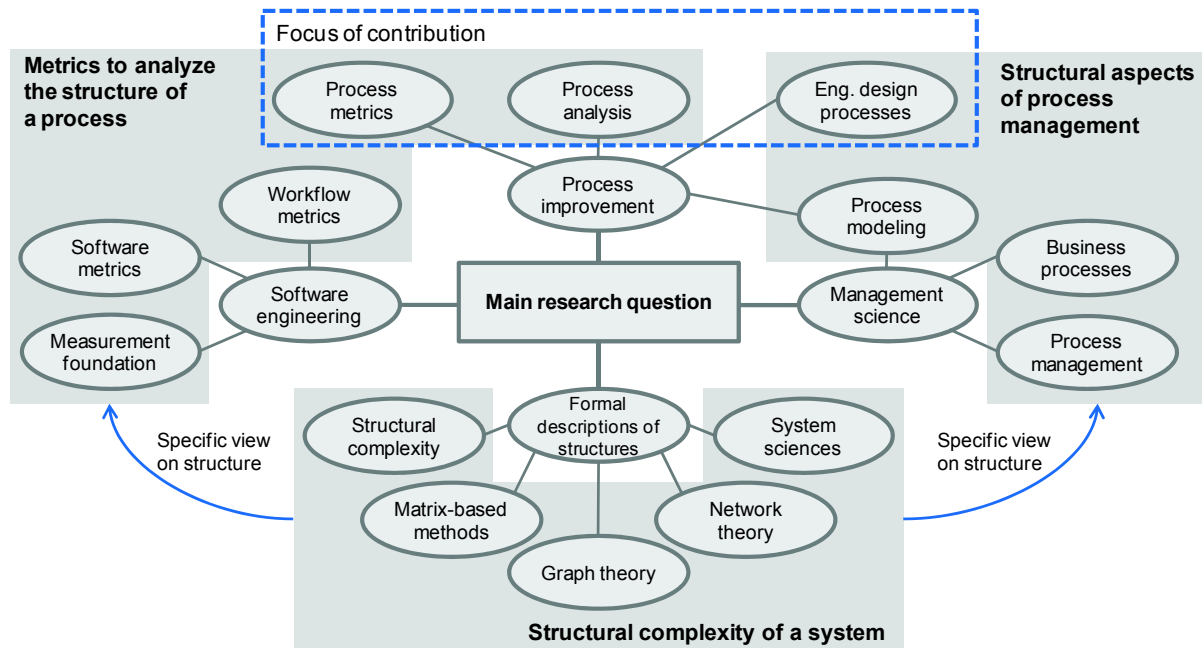 Focus of contribution
Metrics to analyze
the structure of
a process
Process
metrics
Process
analysis
Eng. design
processes
Structural aspects
of process
management
Workflow
metrics
Process
improvement
Process
modeling
Software
metrics
Business
processes
Software
engineering
Main research question
Management
science
Measurement
foundation
Process
management
Structural
complexity
Formal
descriptions of
structures
System
sciences
Specific view
on structure
Specific view
on structure
Matrix-based
methods
Network
theory
Graph theory
Structural complexity of a system